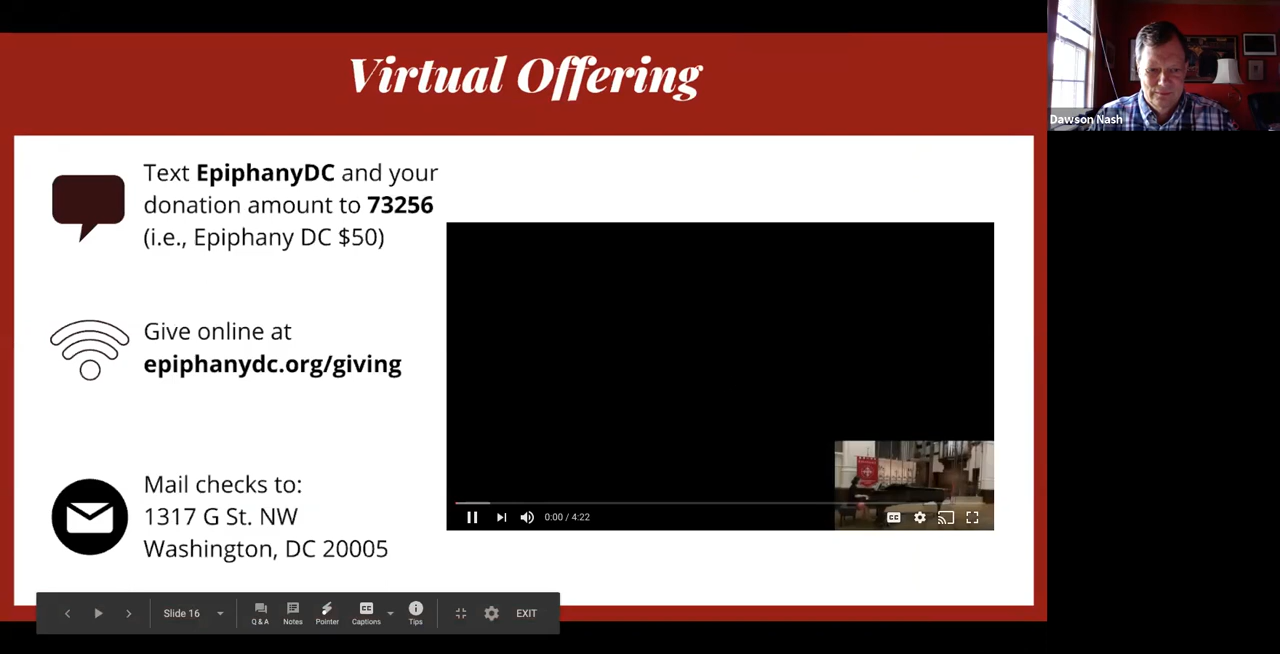 Virtual Offering
Dawson Nash
Text EpiphanyDC and your
donation amount to 73256
(i.e., Epiphany DC $50)
Give online at
epiphanydc.org/giving
Mail checks to:
1317 G St. NW
Washington, DC 20005
0:00 / 4:22
CC
Slide 16
Q & A
Notes
Pointer
CC
Captions
Tips
EXIT